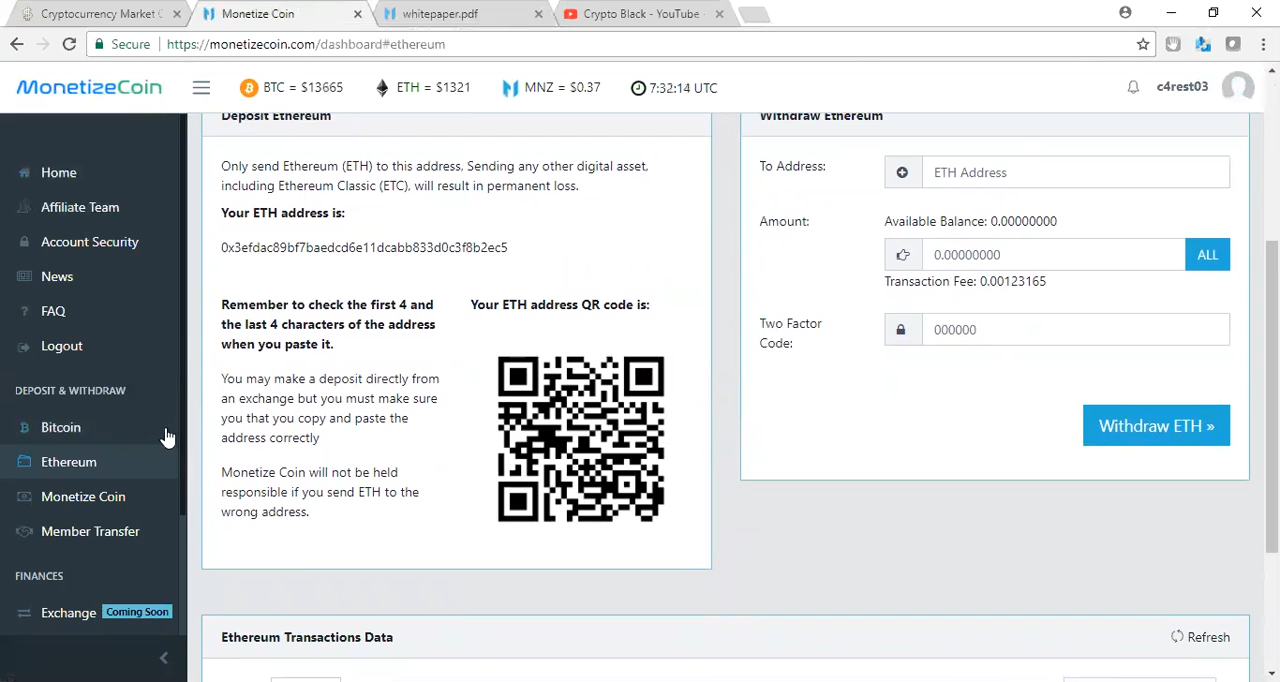 Cryptocurrency Market C
Monetize Coin
whitepaper.pdf
Crypto Black - YouTube
Secure https://monetizecoin.com/dashboard#ethereum
MonetizeCoin
BTC = $13665
ETH = $1321
MNZ = $0.37
7:32:14 UTC
c4rest03
Home
Affiliate Team
Account Security
News
FAQ
Logout
DEPOSIT & WITHDRAW
Bitcoin
Ethereum
Monetize Coin
Member Transfer
FINANCES
Exchange Coming Soon
Deposit Ethereum
Only send Ethereum (ETH) to this address, Sending any other digital asset,
including Ethereum Classic (ETC), will result in permanent loss.
Your ETH address is:
0x3efdac89bf7baedcd6e11dcabb833d0c3f8b2ec5
Remember to check the first 4 and
the last 4 characters of the address
when you paste it.
You may make a deposit directly from
an exchange but you must make sure
you that you copy and paste the
address correctly
Monetize Coin will not be held
responsible if you send ETH to the
wrong address.
Your ETH address QR code is:
Withdraw Ethereum
To Address:
ETH Address
Amount:
Available Balance: 0.00000000
0.00000000
ALL
Transaction Fee: 0.00123165
Two Factor
Code:
000000
Withdraw ETH »
Ethereum Transactions Data
Refresh